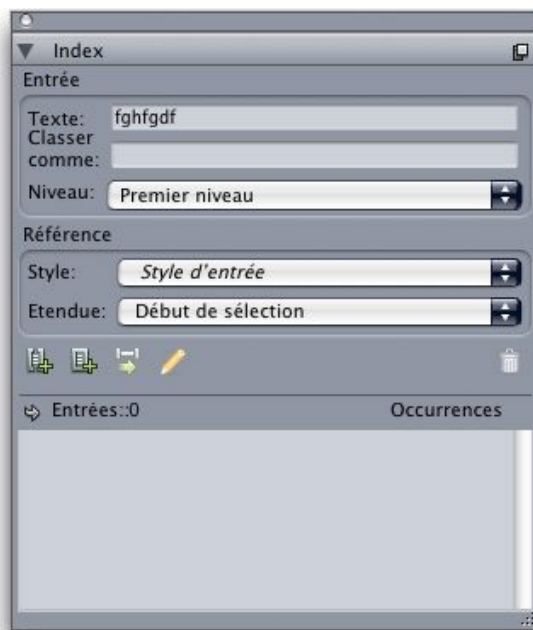 Index
Entrée
Texte: fghfgdf
Classer
comme:
Niveau: Premier niveau
Référence
Style: Style d'entrée
Etendue: Début de sélection
Entrées::0 Occurrences